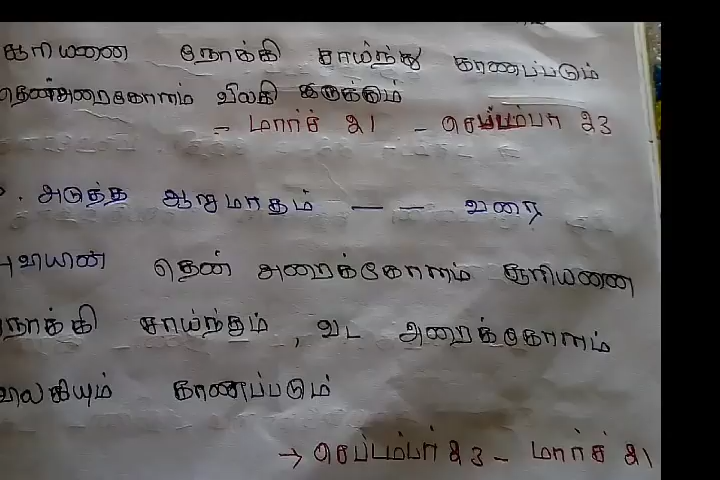 சூரியனை நோக்கி சாய்ந்து காணப்படும்
தென்அரைகோளம் விலகி இருக்கும்
- மார்ச் 21 - செப்டம்பர் 23
. அடுத்த ஆறுமாதம் — — வரை
புவியின் தென் அரைக்கோளம் சூரியனை
நோக்கி சாய்ந்தும் , வட அரைக்கோளம்
விலகியும் காணப்படும்
→ செப்டம்பர் 23 - மார்ச் 21